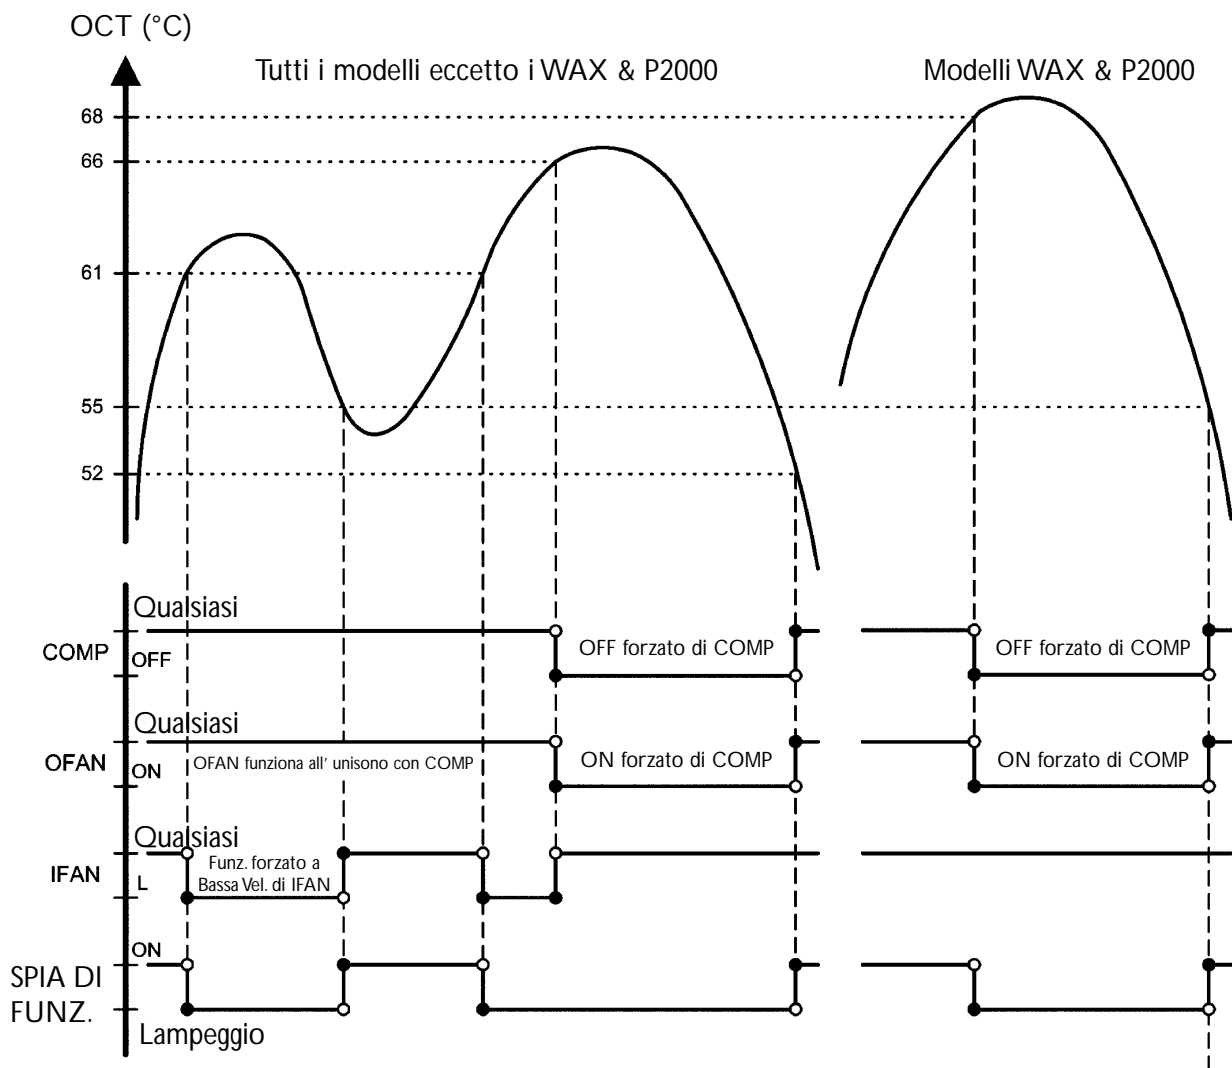 OCT (°C)
Tutti i modelli eccetto i WAX & P2000
Modelli WAX & P2000
68
66
61
55
52
Qualsiasi
COMP
OFF
OFF forzato di COMP
OFF forzato di COMP
Qualsiasi
OFAN
ON
OFAN funziona all' unisono con COMP
ON forzato di COMP
ON forzato di COMP
Qualsiasi
IFAN
L
Funz. forzato a
Bassa Vel. di IFAN
ON
SPIA DI
FUNZ.
Lampeggio